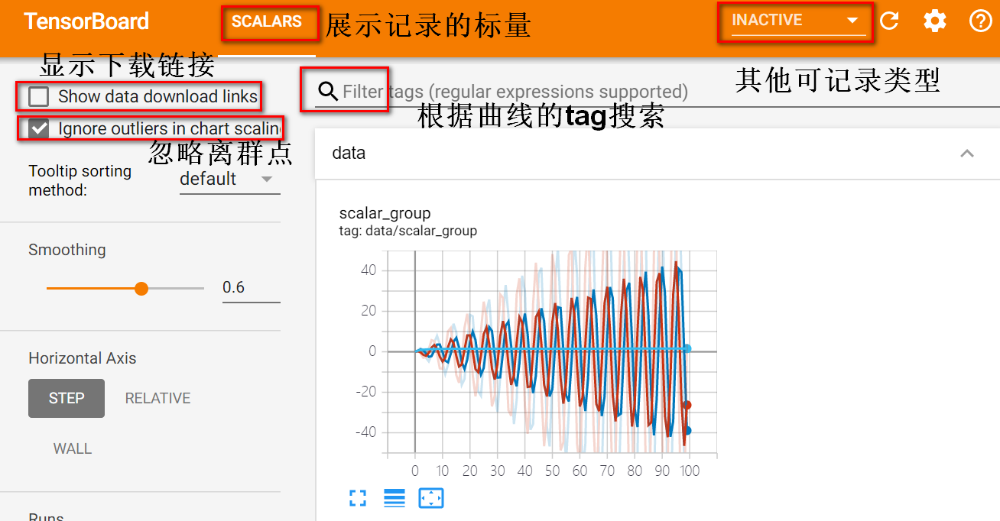 TensorBoard
SCALARS
展示记录的标量
INACTIVE
显示下载链接
Show data download links
Filter tags (regular expressions supported)
其他可记录类型
Ignore outliers in chart scalin
根据曲线的tag搜索
忽略离群点
Tooltip sorting
method:
default
data
scalar_group
tag: data/scalar_group
Smoothing
0.6
Horizontal Axis
STEP
RELATIVE
WALL
Runs
40
20
0
-20
-40
0 10 20 30 40 50 60 70 80 90 100